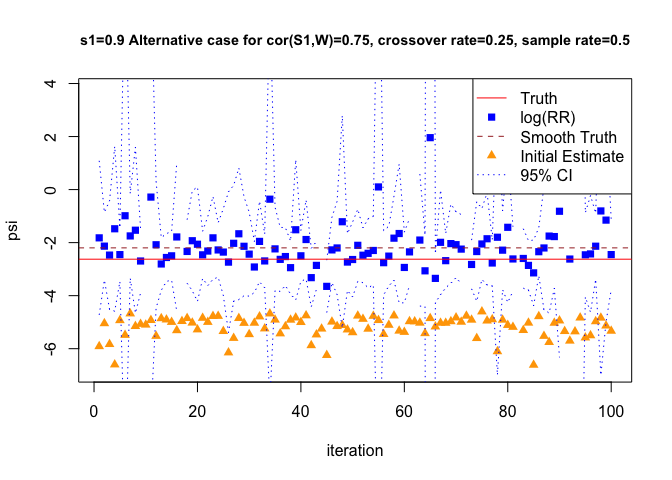 s1=0.9 Alternative case for cor(S1,W)=0.75, crossover rate=0.25, sample rate=0.5
psi
4
2
0
-2
-4
-6
Truth
log(RR)
Smooth Truth
Initial Estimate
95% CI
0 20 40 60 80 100
iteration